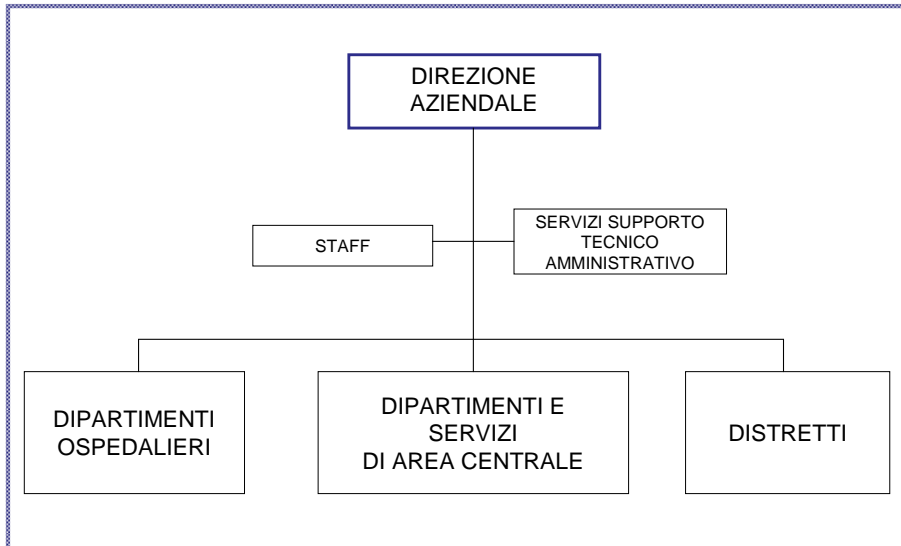 DIREZIONE
AZIENDALE
STAFF
SERVIZI SUPPORTO
TECNICO
AMMINISTRATIVO
DIPARTIMENTI
OSPEDALIERI
DIPARTIMENTI E
SERVIZI
DI AREA CENTRALE
DISTRETTI